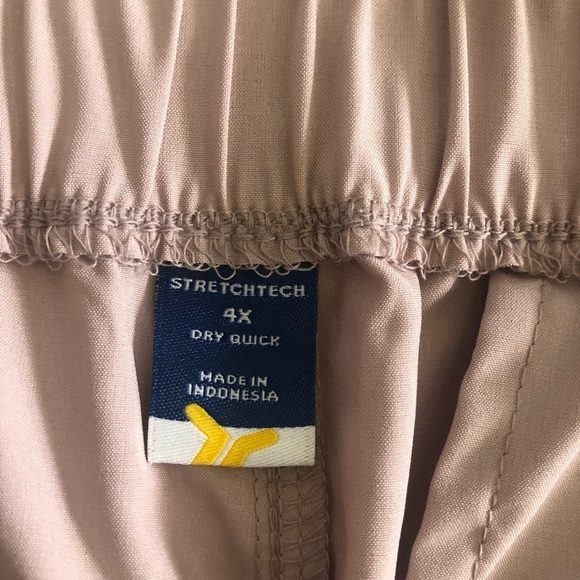 STRETCHTECH
4X
DRY QUICK
MADE IN
INDONESIA